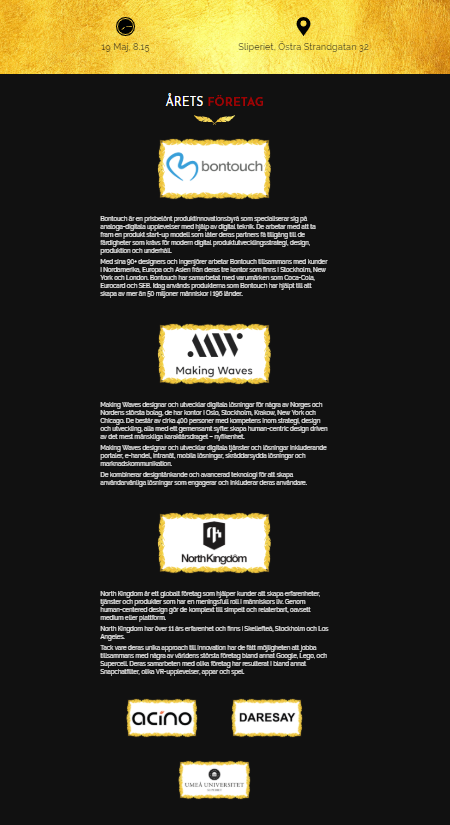 19 Maj, 8.15
Sliperiet, Östra Strandgatan 32
ÅRETS FÖRETAG
bontouch
Bontouch är en prisbelönt produktinnovationsbyrå som specialiserar sig på
analoga-digitala upplevelser med hjälp av digital teknik. De arbetar med att ta
fram en produkt start-up modell som låter deras partners få tillgång till de
färdigheter som krävs för modern digital produktutvecklingsstrategi, design,
produktion och underhåll.
Med sina 90+ designers och ingenjörer arbetar Bontouch tillsammans med kunder
i Nordamerika, Europa och Asien från deras tre kontor som finns i Stockholm, New
York och London. Bontouch har samarbetat med varumärken som Coca-Cola,
Eurocard och SEB. Idag används produkterna som Bontouch har hjälpt till att
skapa av mer än 50 miljoner människor i 196 länder.
Making Waves
Making Waves designar och utvecklar digitala lösningar för några av Norges och
Nordens största bolag, de har kontor i Oslo, Stockholm, Krakow, New York och
Chicago. De består av cirka 400 personer med kompetens inom strategi, design
och utveckling, alla med ett gemensamt syfte: skapa human-centric design driven
av det mest mänskliga karaktärsdraget – nyfikenhet.
Making Waves designar och utvecklar digitala tjänster och lösningar inkluderande
portaler, e-handel, intranät, mobila lösningar, skräddarsydda lösningar och
marknadskommunikation.
De kombinerar designtänkande och avancerad teknologi för att skapa
användarvänliga lösningar som engagerar och inkluderar deras användare.
North Kingdom
North Kingdom är ett globalt företag som hjälper kunder att skapa erfarenheter,
tjänster och produkter som har en meningsfull roll i människors liv. Genom
human-centered design gör de komplext till simpelt och relaterbart, oavsett
medium eller plattform.
North Kingdom har över 11 års erfarenhet och finns i Skellefteå, Stockholm och Los
Angeles.
Tack vare deras unika approach till innovation har de fått möjligheten att jobba
tillsammans med några av världens största företag bland annat Google, Lego, och
Supercell. Deras samarbeten med olika företag har resulterat i bland annat
Snapchatfilter, olika VR-upplevelser, appar och spel.
acino
DARESAY
UMEÅ UNIVERSITET